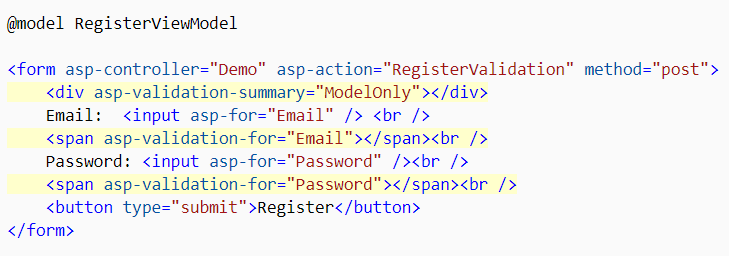 @model RegisterViewModel
<form asp-controller="Demo" asp-action="RegisterValidation" method="post">
    <div asp-validation-summary="ModelOnly"></div>
    Email:  <input asp-for="Email" /> <br />
    <span asp-validation-for="Email"></span><br />
    Password: <input asp-for="Password" /><br />
    <span asp-validation-for="Password"></span><br />
    <button type="submit">Register</button>
</form>